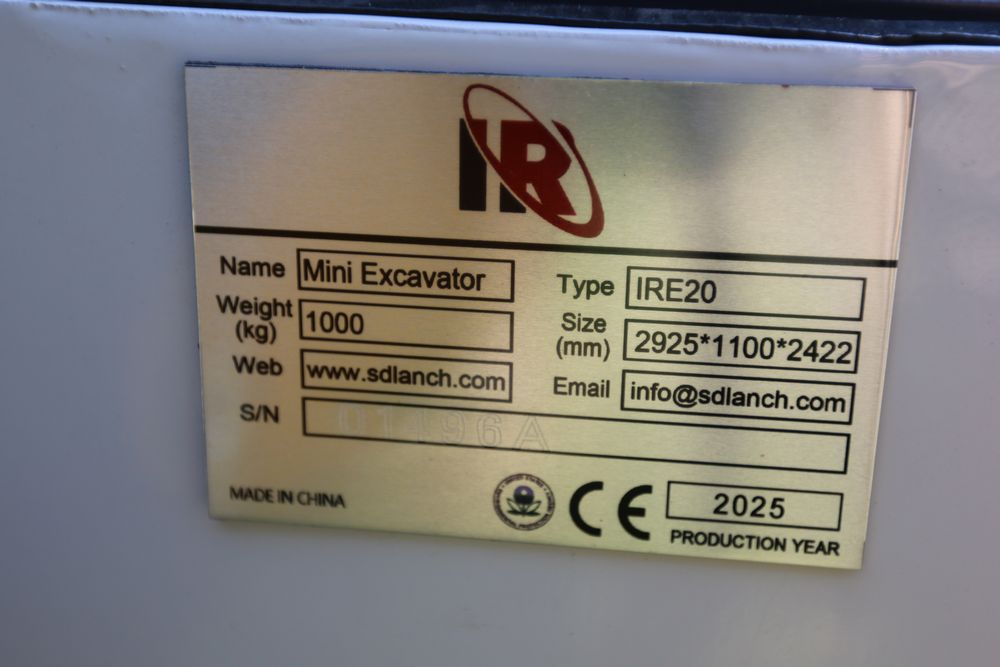 IR
Name Mini Excavator
Type IRE20
Weight (kg) 1000
Size (mm) 2925*1100*2422
Web www.sdlanch.com
Email info@sdlanch.com
S/N 01496A
MADE IN CHINA
CE
2025
PRODUCTION YEAR